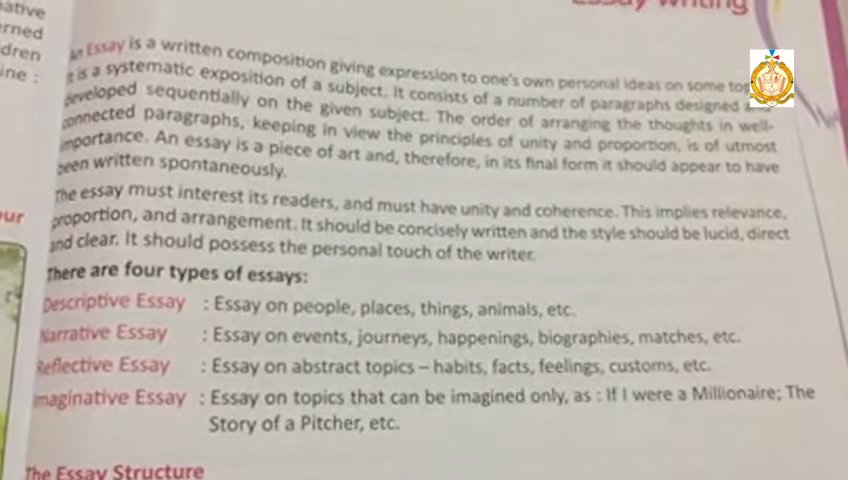 ative
erned
dren
ine :
our
Essay Writing
An Essay is a written composition giving expression to one's own personal ideas on some top
It is a systematic exposition of a subject. It consists of a number of paragraphs designed
developed sequentially on the given subject. The order of arranging the thoughts in well-
connected paragraphs, keeping in view the principles of unity and proportion, is of utmost
importance. An essay is a piece of art and, therefore, in its final form it should appear to have
been written spontaneously.
The essay must interest its readers, and must have unity and coherence. This implies relevance,
proportion, and arrangement. It should be concisely written and the style should be lucid, direct
and clear. It should possess the personal touch of the writer.
There are four types of essays:
Descriptive Essay : Essay on people, places, things, animals, etc.
Narrative Essay : Essay on events, journeys, happenings, biographies, matches, etc.
Reflective Essay : Essay on abstract topics – habits, facts, feelings, customs, etc.
Imaginative Essay : Essay on topics that can be imagined only, as : If I were a Millionaire; The
Story of a Pitcher, etc.
The Essay Structure